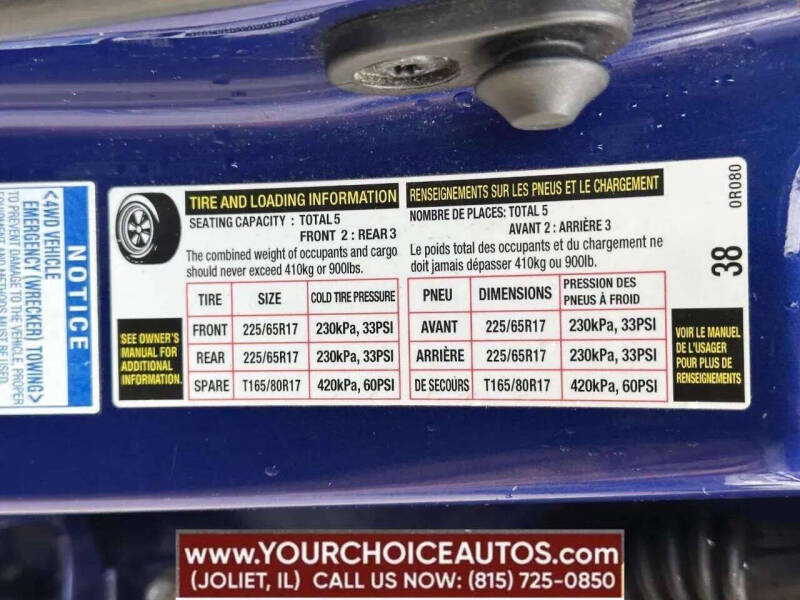 TIRE AND LOADING INFORMATION
SEATING CAPACITY : TOTAL 5
FRONT 2 : REAR 3
The combined weight of occupants and cargo
should never exceed 410kg or 900lbs.
TIRE SIZE COLD TIRE PRESSURE
FRONT 225/65R17 230kPa, 33PSI
REAR 225/65R17 230kPa, 33PSI
SPARE T165/80R17 420kPa, 60PSI
SEE OWNER'S
MANUAL FOR
ADDITIONAL
INFORMATION.
RENSEIGNEMENTS SUR LES PNEUS ET LE CHARGEMENT
NOMBRE DE PLACES: TOTAL 5
AVANT 2 : ARRIÈRE 3
Le poids total des occupants et du chargement ne
doit jamais dépasser 410kg ou 900lb.
PNEU DIMENSIONS PRESSION DES
PNEUS À FROID
AVANT 225/65R17 230kPa, 33PSI
ARRIÈRE 225/65R17 230kPa, 33PSI
DE SECOURS T165/80R17 420kPa, 60PSI
VOIR LE MANUEL
DE L'USAGER
POUR PLUS DE
RENSEIGNEMENTS
38
0R080
NOTICE
<4WD VEHICLE
EMERGENCY (WRECKER) TOWING>
TO PREVENT DAMAGE TO THE VEHICLE, PROPER
EQUIPMENT AND METHODS MUST BE USED.
www.YOURCHOICEAUTOS.com
(JOLIET, IL) CALL US NOW: (815) 725-0850